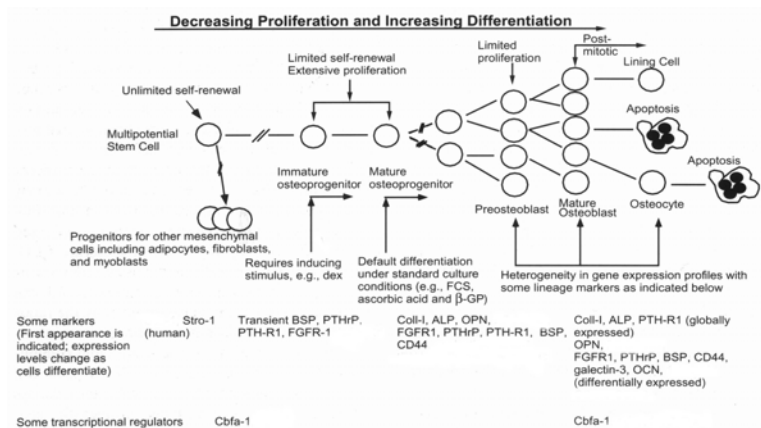 Decreasing Proliferation and Increasing Differentiation
Post-
mitotic
Limited
proliferation
Lining Cell
Limited self-renewal
Extensive proliferation
Unlimited self-renewal
Apoptosis
Multipotential
Stem Cell
Apoptosis
Immature
osteoprogenitor
Mature
osteoprogenitor
Preosteoblast
Mature
Osteoblast
Osteocyte
Progenitors for other mesenchymal
cells including adipocytes, fibroblasts,
and myoblasts
Requires inducing
stimulus, e.g., dex
Default differentiation
under standard culture
conditions (e.g., FCS,
ascorbic acid and β-GP)
Heterogeneity in gene expression profiles with
some lineage markers as indicated below
Some markers
(First appearance is
indicated; expression
levels change as
cells differentiate)
Stro-1
(human)
Transient BSP, PTHrP.
PTH-R1, FGFR-1
Coll-I, ALP, OPN,
FGFR1, PTHrP, PTH-R1, BSP,
CD44
Coll-I, ALP, PTH-R1 (globally
expressed)
OPN,
FGFR1, PTHrP, BSP, CD44,
galectin-3, OCN,
(differentially expressed)
Some transcriptional regulators Cbfa-1 Cbfa-1